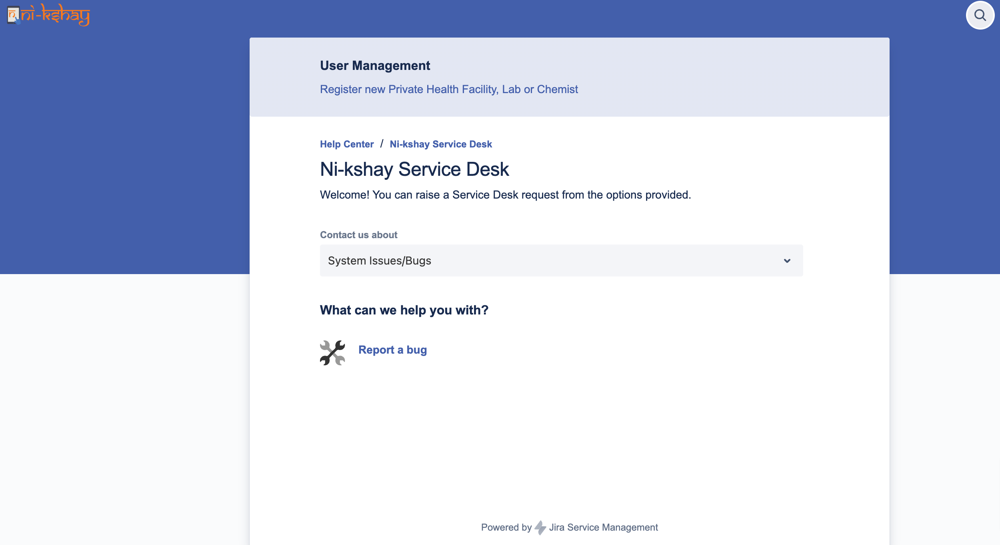 ni-kshay
User Management
Register new Private Health Facility, Lab or Chemist
Help Center / Ni-kshay Service Desk
Ni-kshay Service Desk
Welcome! You can raise a Service Desk request from the options provided.
Contact us about
System Issues/Bugs
What can we help you with?
Report a bug
Powered by Jira Service Management